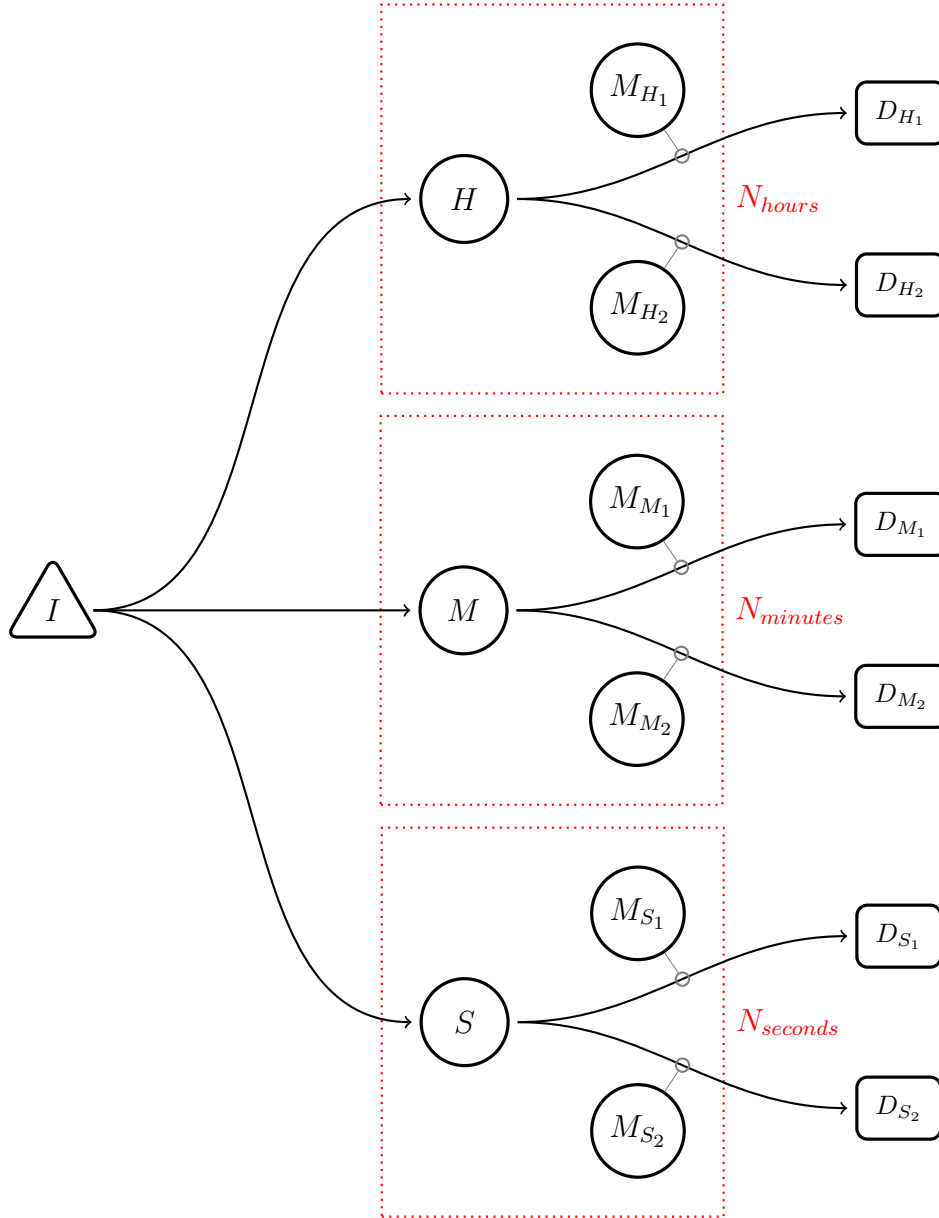 M_{H_1}
D_{H_1}
H
N_{hours}
M_{H_2}
D_{H_2}
M_{M_1}
D_{M_1}
I
M
N_{minutes}
M_{M_2}
D_{M_2}
M_{S_1}
D_{S_1}
S
N_{seconds}
M_{S_2}
D_{S_2}